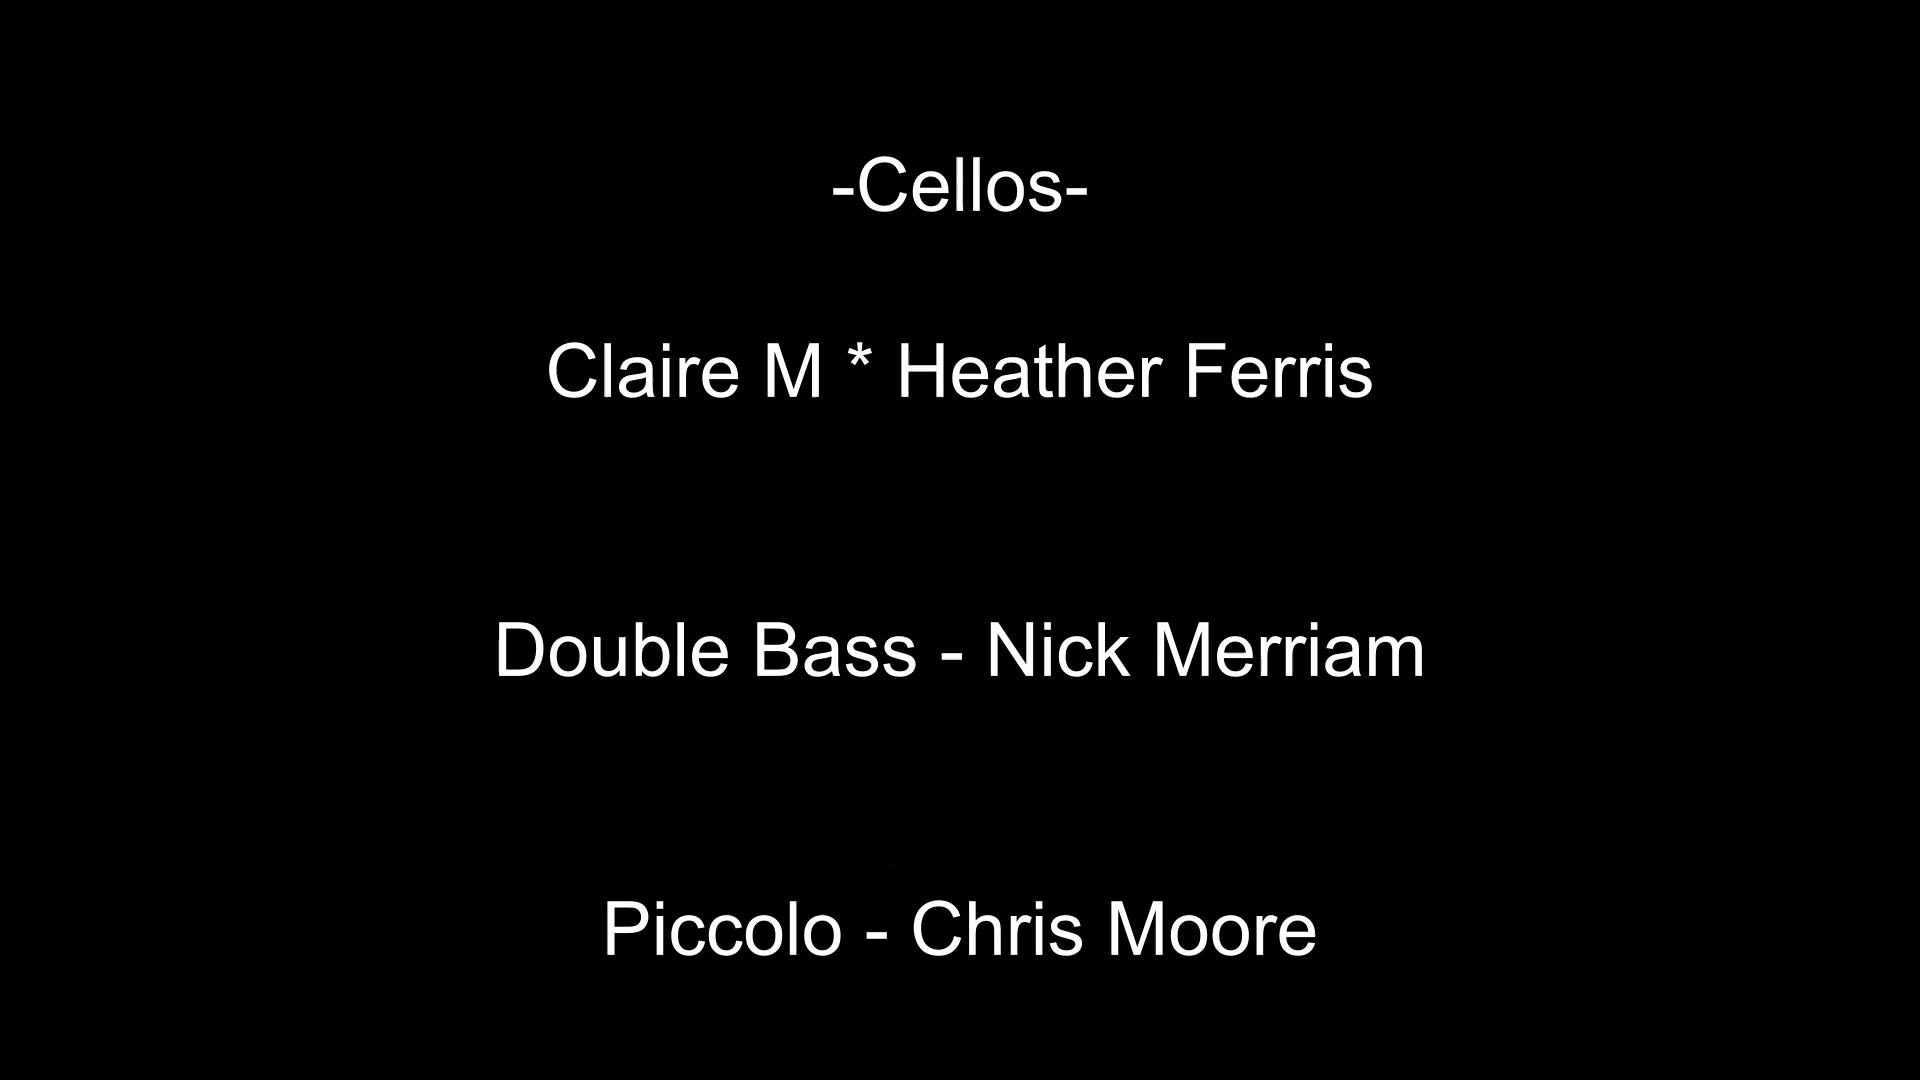 -Cellos-
Claire M * Heather Ferris
Double Bass - Nick Merriam
Piccolo - Chris Moore